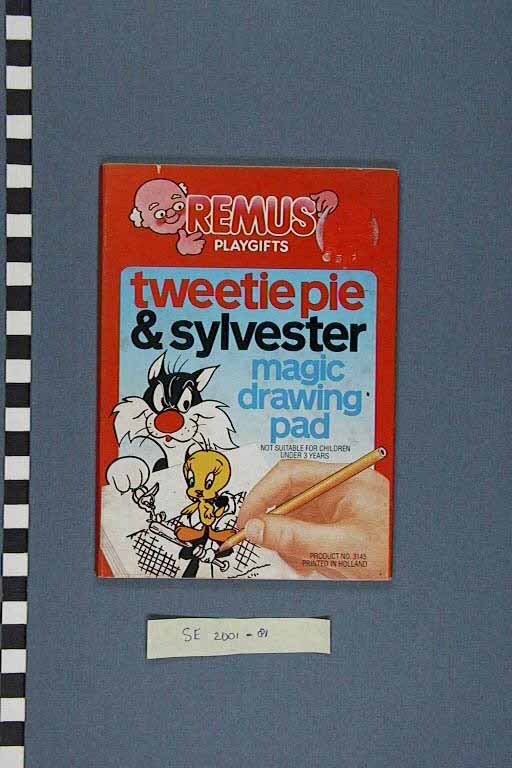 REMUS
PLAYGIFTS
tweetie pie
& sylvester
magic
drawing
pad
NOT SUITABLE FOR CHILDREN
UNDER 3 YEARS
PRODUCT NO. 3145
PRINTED IN HOLLAND
SE 2001-81